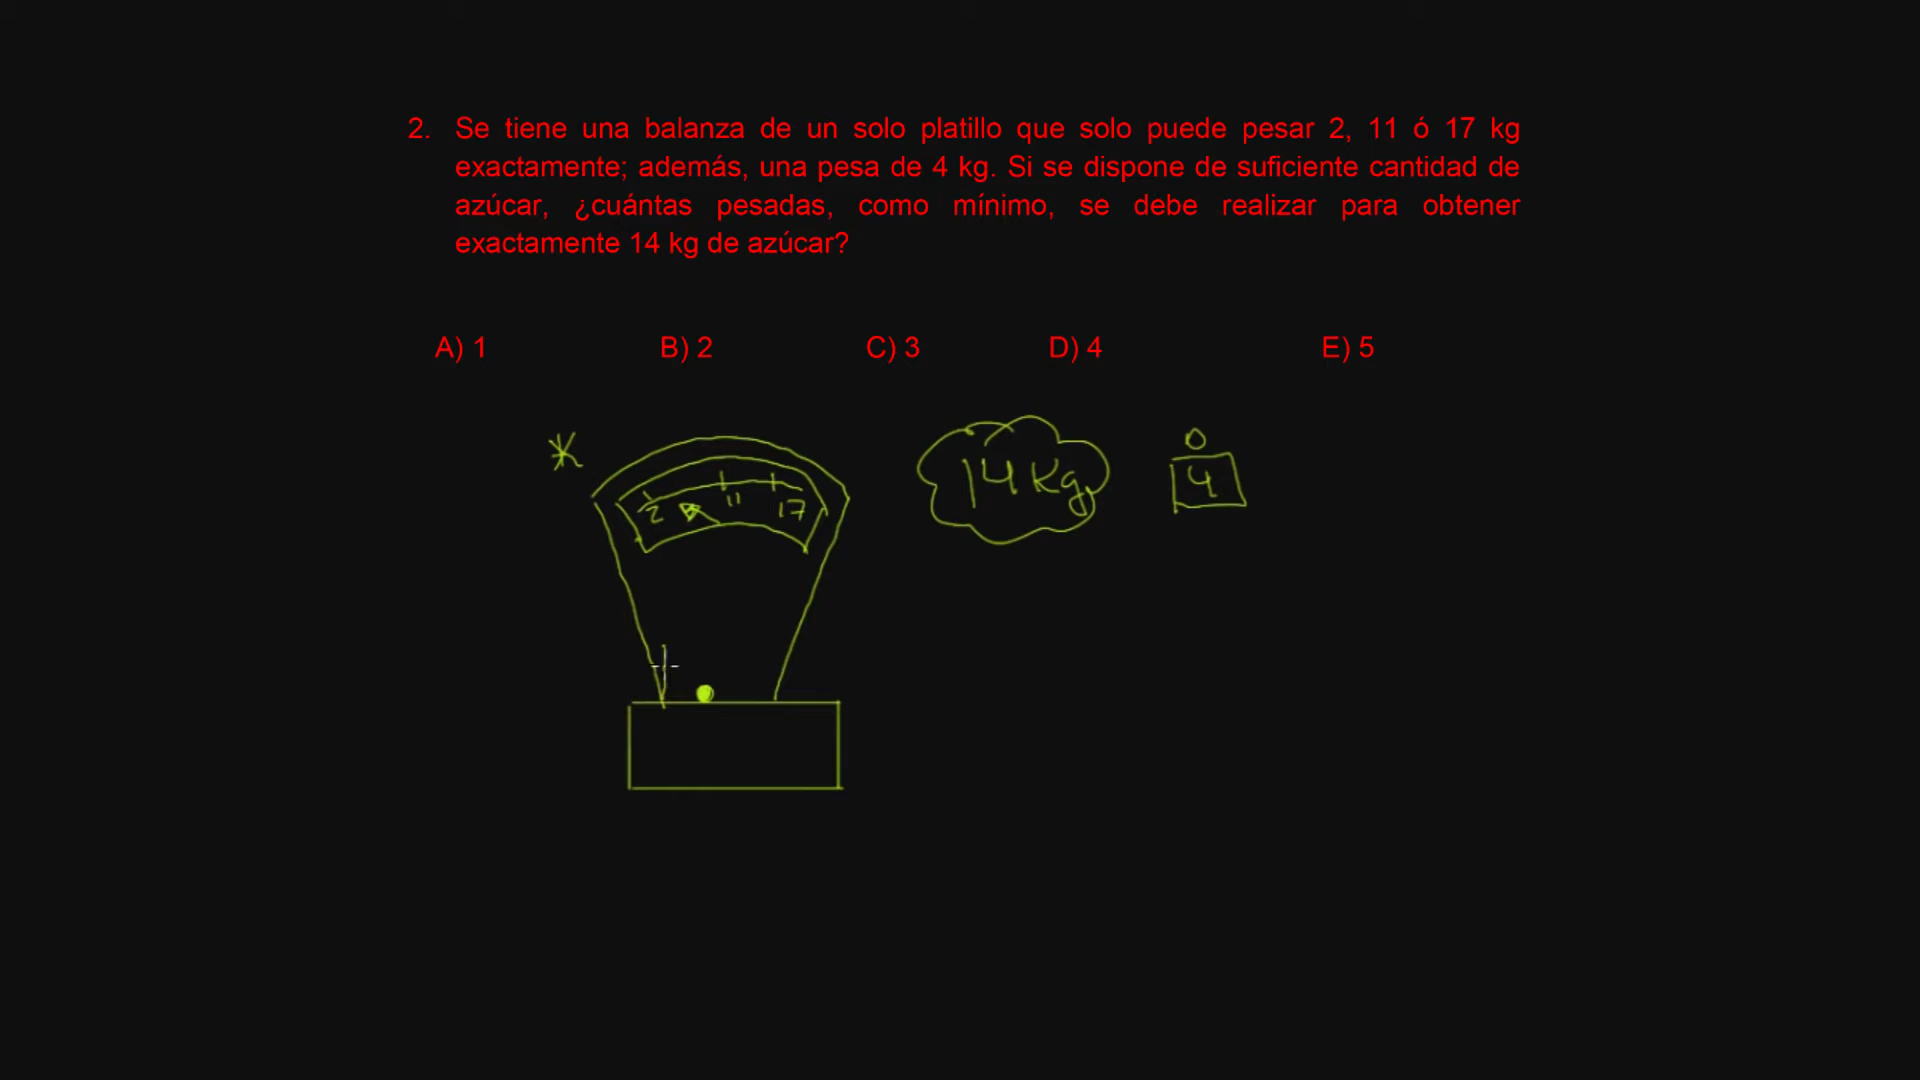 2. Se tiene una balanza de un solo platillo que solo puede pesar 2, 11 ó 17 kg
exactamente; además, una pesa de 4 kg. Si se dispone de suficiente cantidad de
azúcar, ¿cuántas pesadas, como mínimo, se debe realizar para obtener
exactamente 14 kg de azúcar?
A) 1 B) 2 C) 3 D) 4 E) 5
14 Kg
4
2 11 17